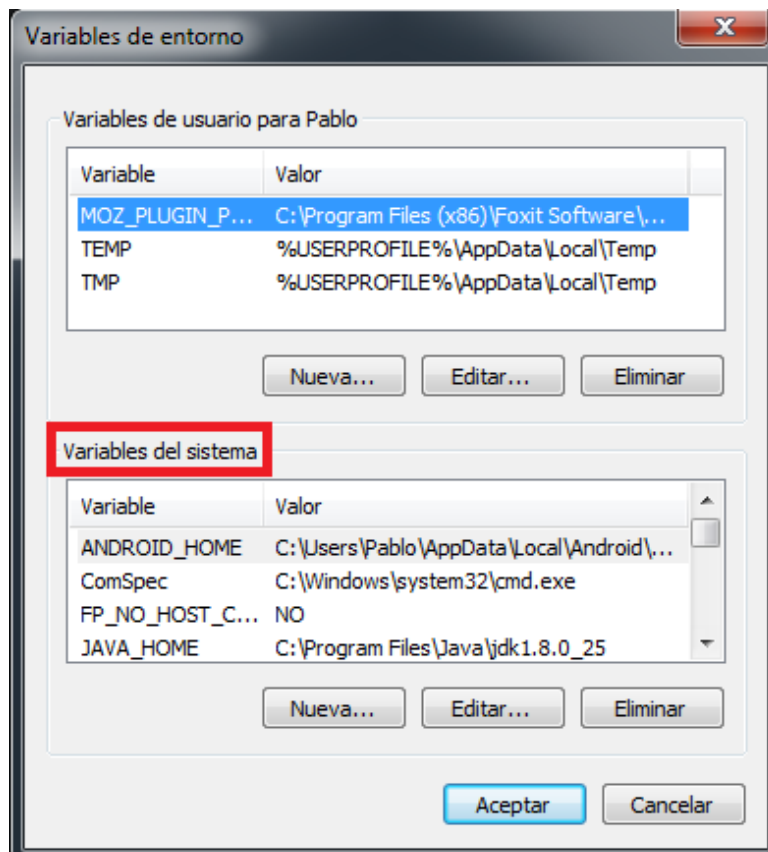 Variables de entorno
Variables de usuario para Pablo
Variable Valor
MOZ_PLUGIN_P... C:\Program Files (x86)\Foxit Software\...
TEMP %USERPROFILE%\AppData\Local\Temp
TMP %USERPROFILE%\AppData\Local\Temp
Nueva... Editar... Eliminar
Variables del sistema
Variable Valor
ANDROID_HOME C:\Users\Pablo\AppData\Local\Android\...
ComSpec C:\Windows\system32\cmd.exe
FP_NO_HOST_C... NO
JAVA_HOME C:\Program Files\Java\jdk1.8.0_25
Nueva... Editar... Eliminar
Aceptar Cancelar